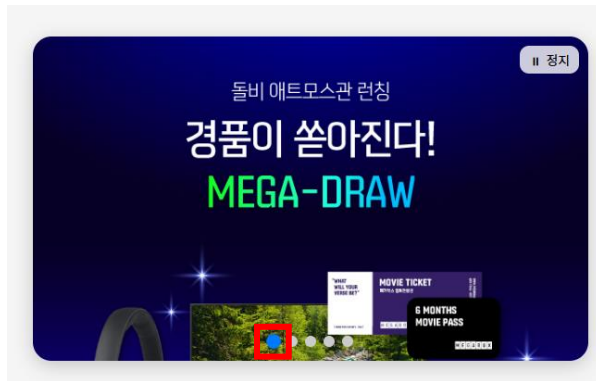 정지
돌비 애트모스관 런칭
경품이 쏟아진다!
MEGA-DRAW
"WHAT
WILL YOUR
VERSE BE?"
MOVIE TICKET
6 MONTHS
MOVIE PASS
MEGABOX